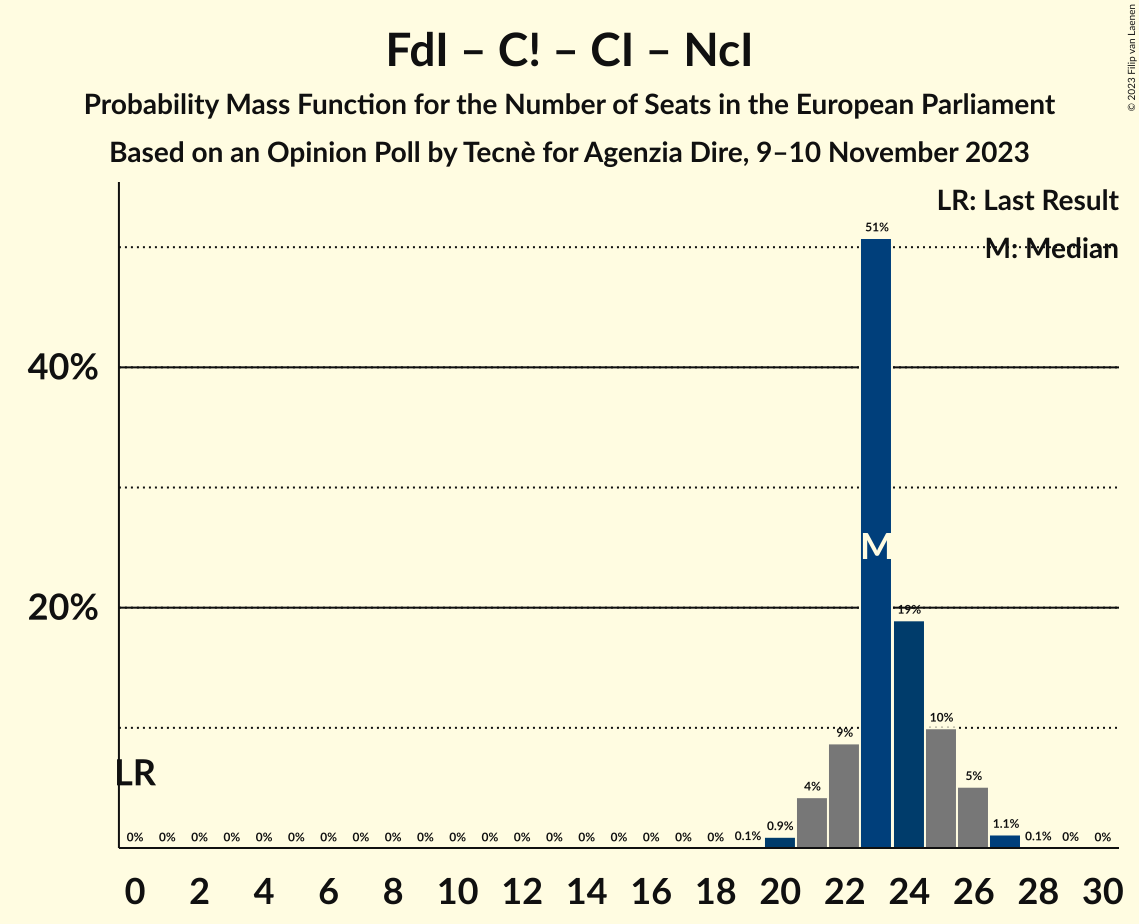 FdI – C! – CI – NcI
Probability Mass Function for the Number of Seats in the European Parliament
Based on an Opinion Poll by Tecnè for Agenzia Dire, 9–10 November 2023
© 2023 Filip van Laenen
LR: Last Result
M: Median
51%
40%
M
20%
19%
10%
9%
LR
5%
4%
1.1%
0.9%
0% 0% 0% 0% 0% 0% 0% 0% 0% 0% 0% 0% 0% 0% 0% 0% 0% 0% 0% 0.1% 0.1% 0% 0%
0 2 4 6 8 10 12 14 16 18 20 22 24 26 28 30